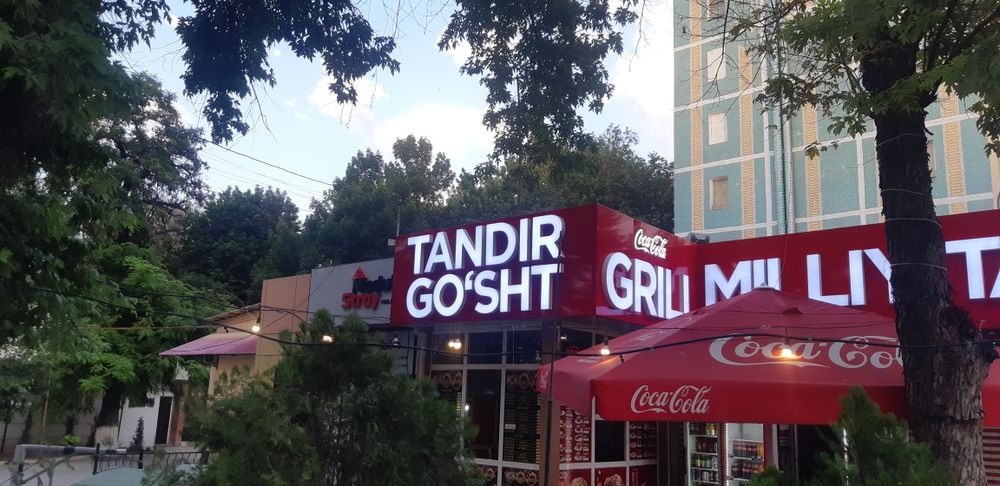 TANDIR
GO‘SHT
Stroy
Coca-Cola
GRILL MILLIY TA
Coca-Cola
Coca-Cola